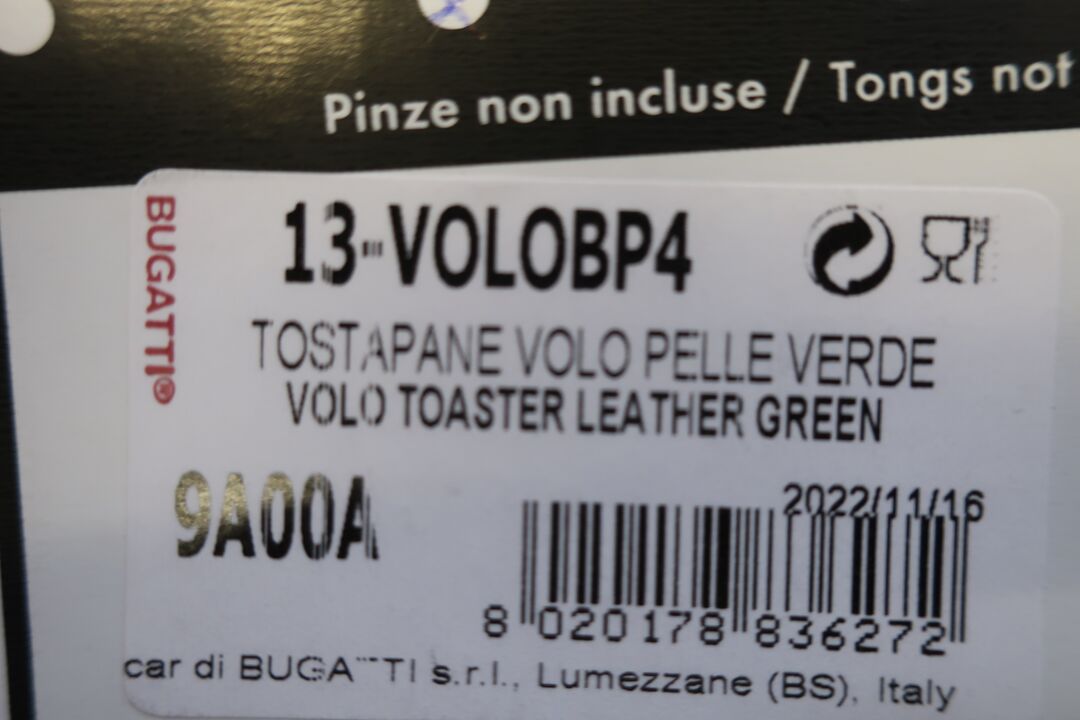 Pinze non incluse / Tongs not
BUGATTI®
13-VOLOBP4
TOSTAPANE VOLO PELLE VERDE
VOLO TOASTER LEATHER GREEN
9A00A
2022/11/16
8 020178 836272
car di BUGATTI s.r.l., Lumezzane (BS), Italy